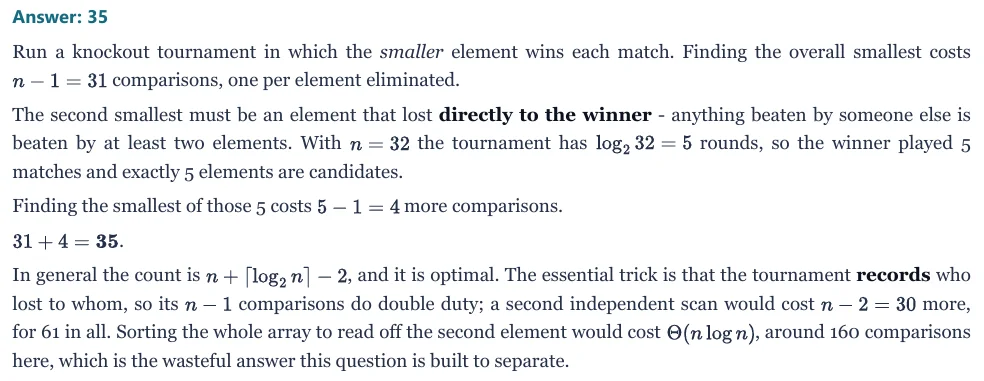 Answer: 35
Run a knockout tournament in which the smaller element wins each match. Finding the overall smallest costs
n − 1 = 31 comparisons, one per element eliminated.
The second smallest must be an element that lost directly to the winner - anything beaten by someone else is
beaten by at least two elements. With n = 32 the tournament has log₂ 32 = 5 rounds, so the winner played 5
matches and exactly 5 elements are candidates.
Finding the smallest of those 5 costs 5 − 1 = 4 more comparisons.
31 + 4 = 35.
In general the count is n + ⌈log₂ n⌉ − 2, and it is optimal. The essential trick is that the tournament records who
lost to whom, so its n − 1 comparisons do double duty; a second independent scan would cost n − 2 = 30 more,
for 61 in all. Sorting the whole array to read off the second element would cost Θ(n log n), around 160 comparisons
here, which is the wasteful answer this question is built to separate.